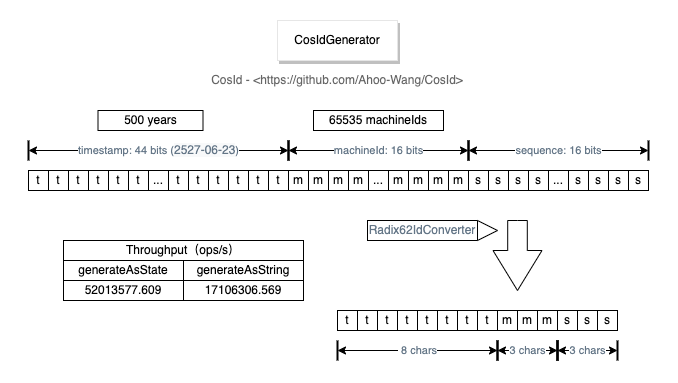 CosIdGenerator
CosId - <https://github.com/Ahoo-Wang/CosId>
500 years
65535 machineIds
timestamp: 44 bits (2527-06-23)
machineId: 16 bits
sequence: 16 bits
t t t t t t ... t t t t t t m m m m ... m m m m s s s s ... s s s s
Radix62IdConverter
Throughput（ops/s）
generateAsState generateAsString
52013577.609 17106306.569
t t t t t t t t m m m s s s
8 chars 3 chars 3 chars